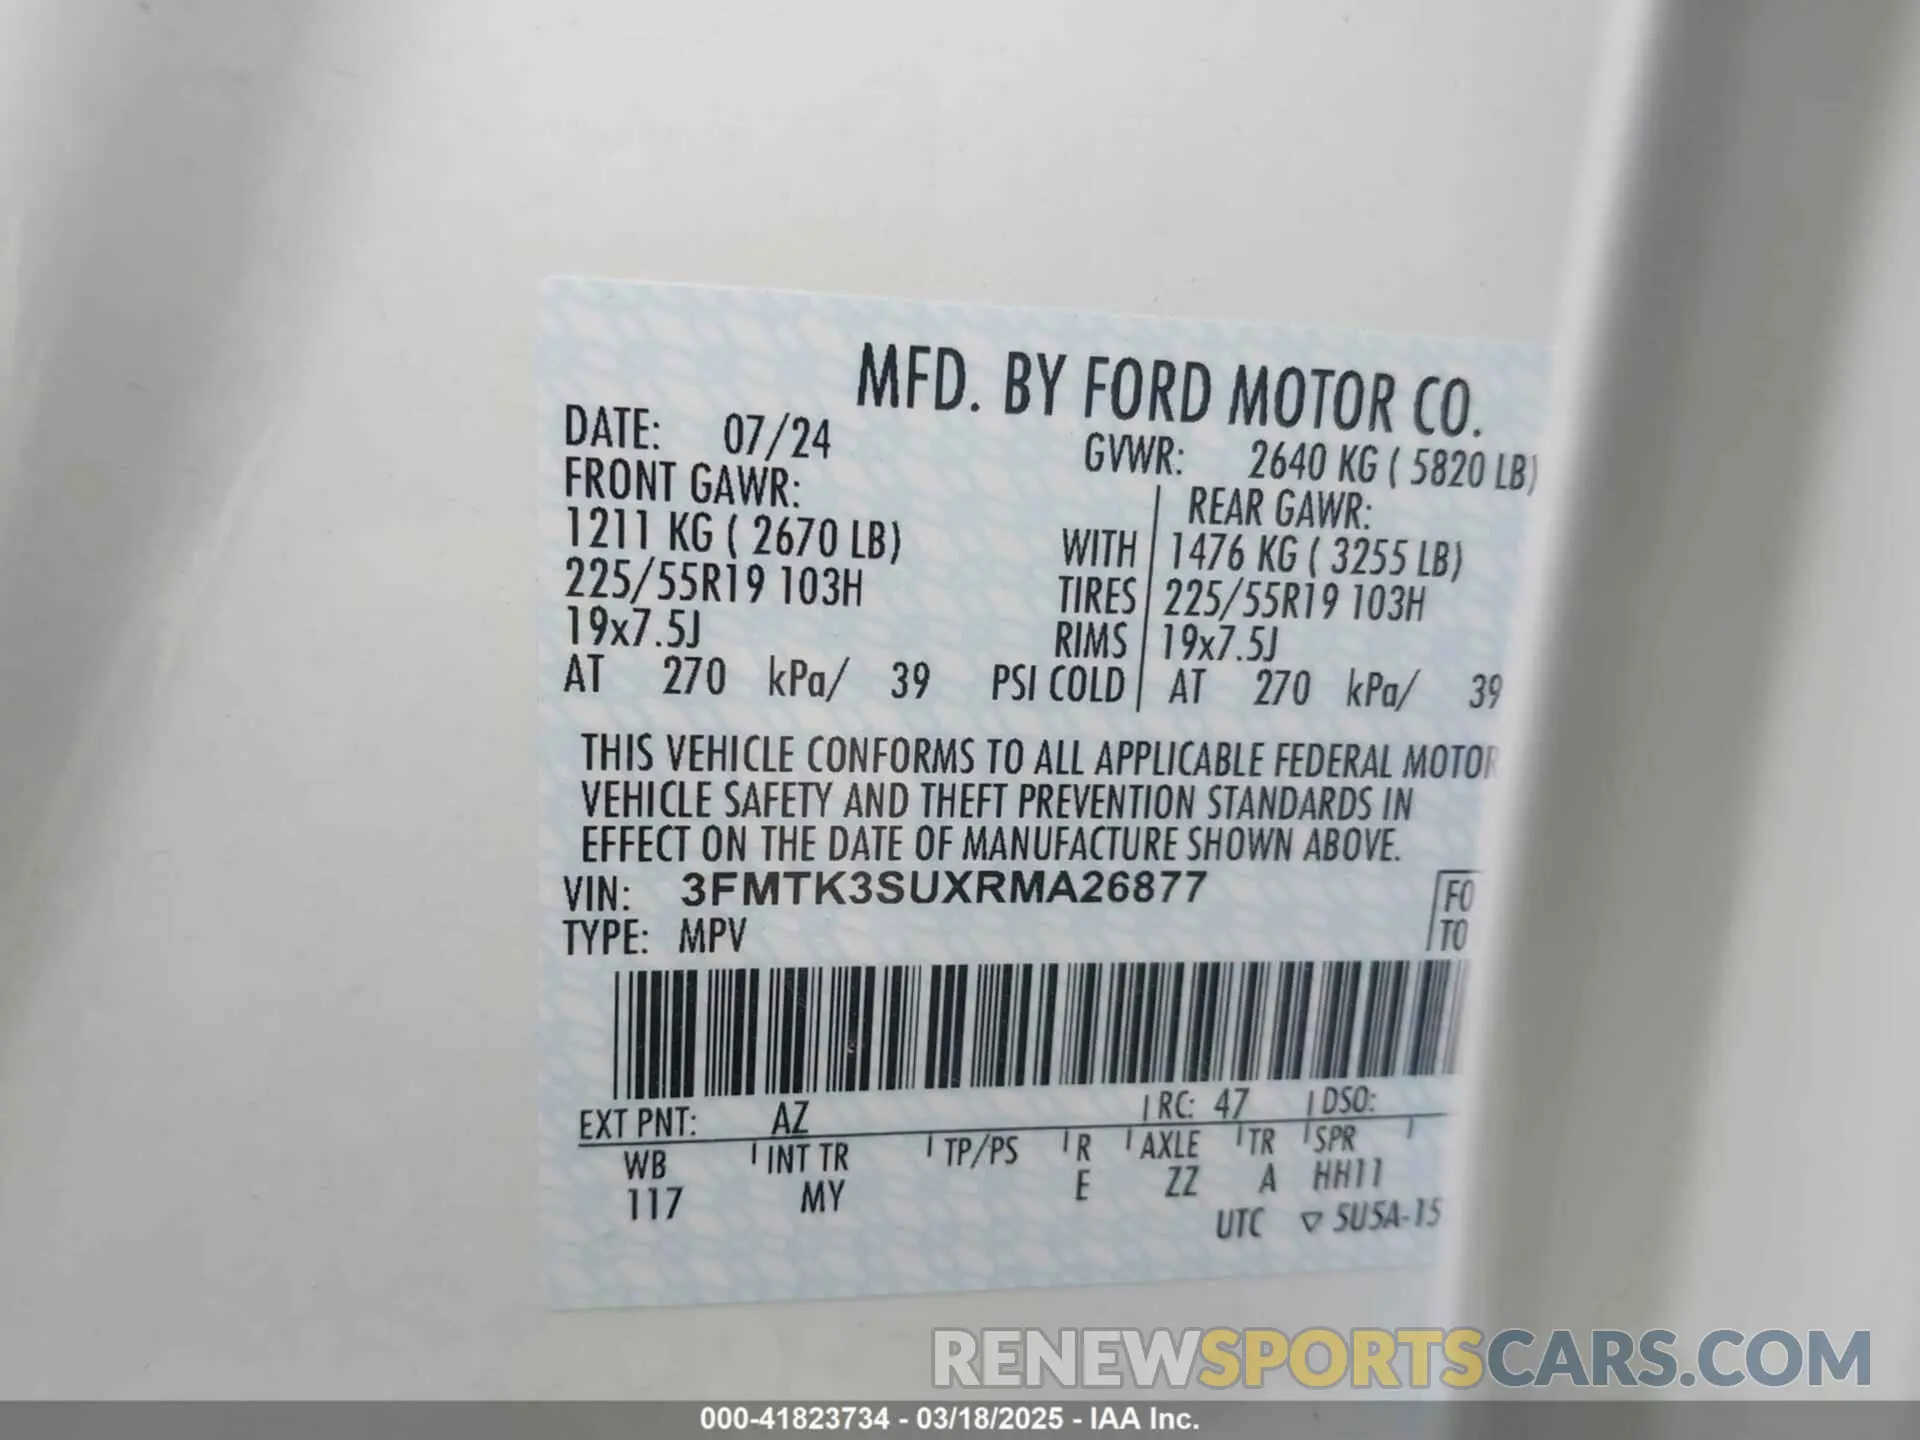 MFD. BY FORD MOTOR CO.
DATE: 07/24 GVWR: 2640 KG ( 5820 LB)
FRONT GAWR: REAR GAWR:
1211 KG ( 2670 LB) WITH 1476 KG ( 3255 LB)
225/55R19 103H TIRES 225/55R19 103H
19x7.5J RIMS 19x7.5J
AT 270 kPa/ 39 PSI COLD AT 270 kPa/ 39
THIS VEHICLE CONFORMS TO ALL APPLICABLE FEDERAL MOTOR
VEHICLE SAFETY AND THEFT PREVENTION STANDARDS IN
EFFECT ON THE DATE OF MANUFACTURE SHOWN ABOVE.
VIN: 3FMTK3SUXRMA26877 FO
TYPE: MPV TO
EXT PNT: AZ RC: 47 DSO:
WB INT TR TP/PS R AXLE TR SPR
117 MY E ZZ A HH11
UTC ▽ 5U5A-15
RENEWSPORTSCARS.COM
000-41823734 - 03/18/2025 - IAA Inc.